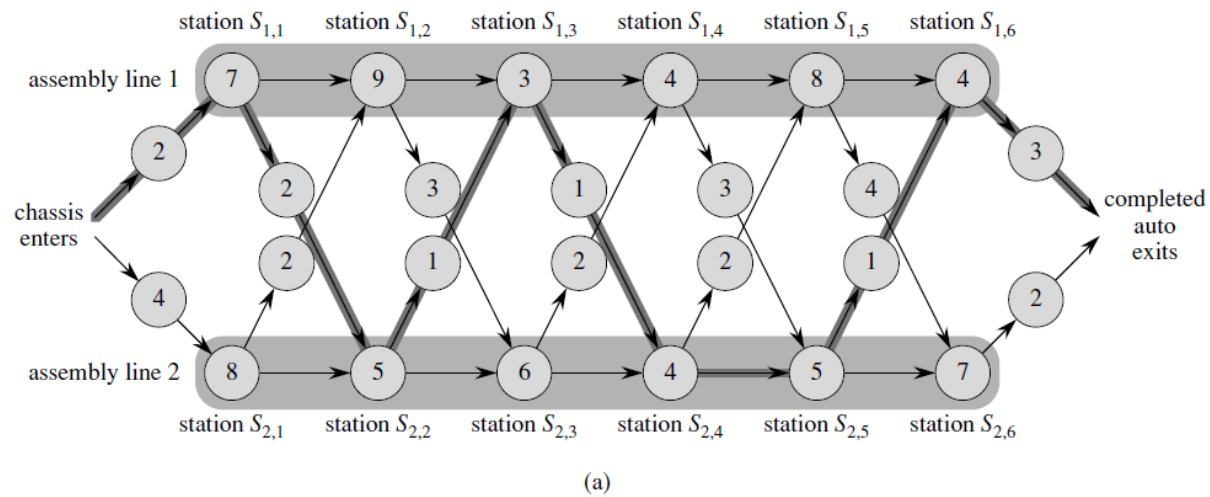 station S1,1 station S1,2 station S1,3 station S1,4 station S1,5 station S1,6
assembly line 1 7 9 3 4 8 4
2 3
2 3 1 3 4
chassis
enters
completed
auto
exits
2 1 2 2 1
4 2
assembly line 2 8 5 6 4 5 7
station S2,1 station S2,2 station S2,3 station S2,4 station S2,5 station S2,6
(a)